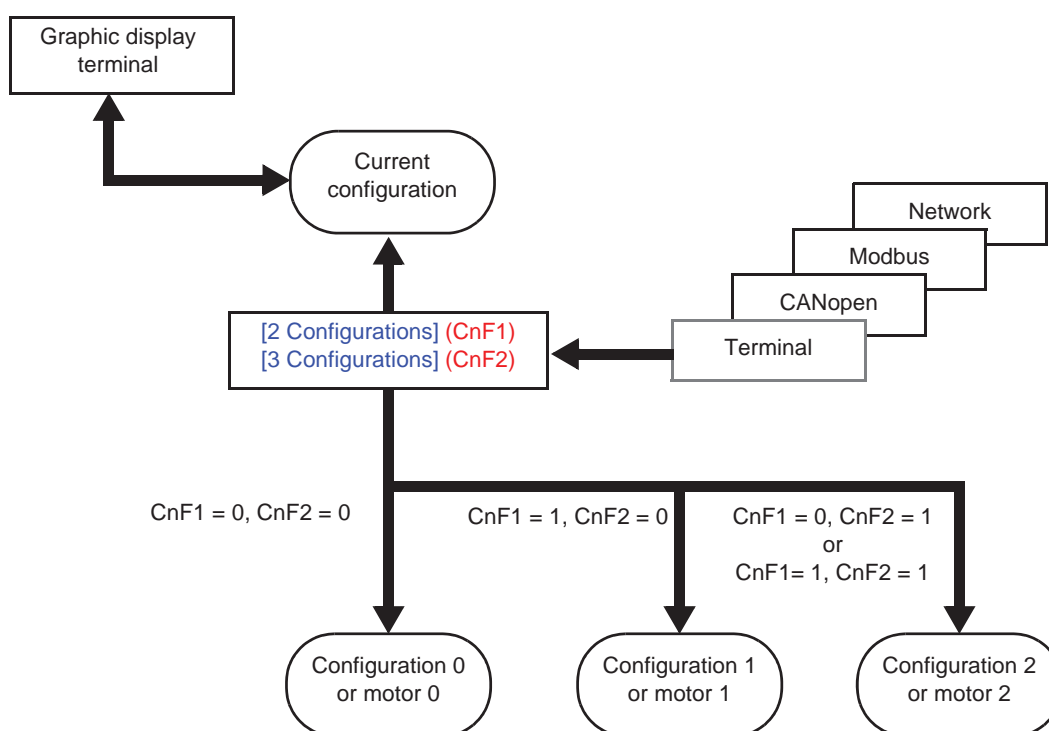 Graphic display
terminal
Current
configuration
Network
Modbus
CANopen
Terminal
[2 Configurations] (CnF1)
[3 Configurations] (CnF2)
CnF1 = 0, CnF2 = 0
CnF1 = 1, CnF2 = 0
CnF1 = 0, CnF2 = 1
or
CnF1= 1, CnF2 = 1
Configuration 0
or motor 0
Configuration 1
or motor 1
Configuration 2
or motor 2